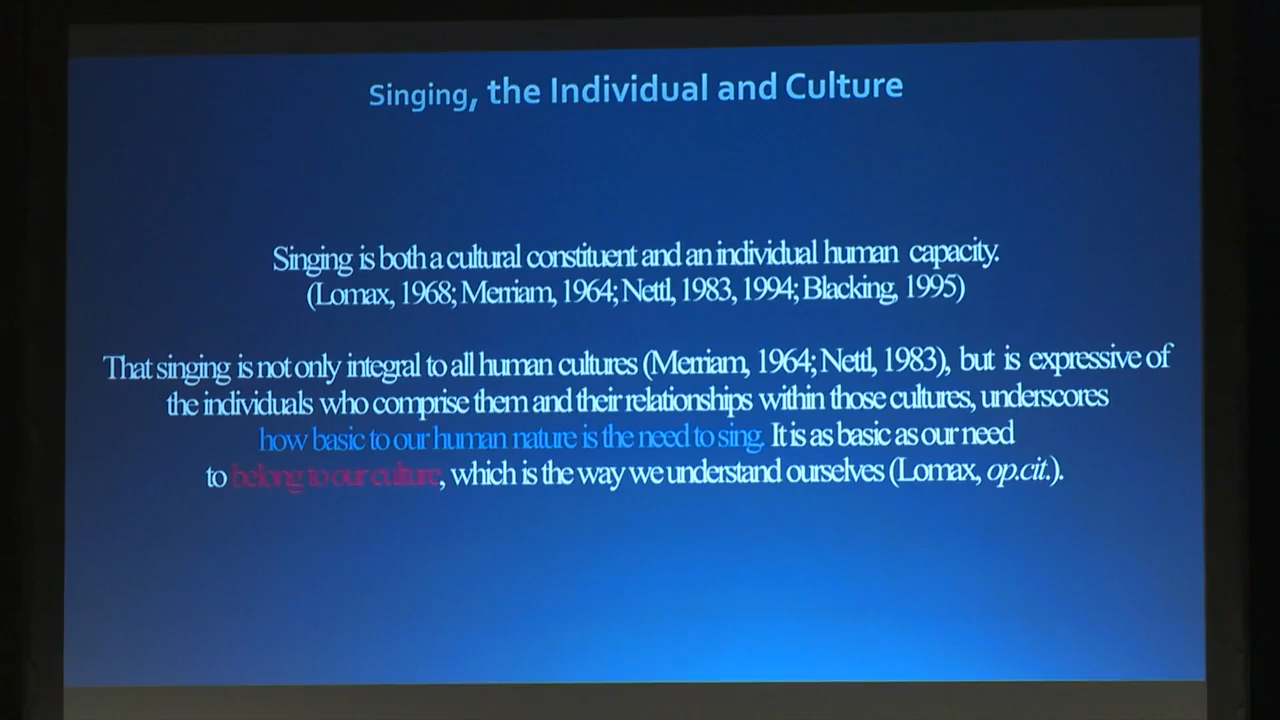 Singing, the Individual and Culture
Singing is both a cultural constituent and an individual human capacity.
(Lomax, 1968; Merriam, 1964; Nettl, 1983, 1994; Blacking, 1995)
That singing is not only integral to all human cultures (Merriam, 1964; Nettl, 1983), but is expressive of
the individuals who comprise them and their relationships within those cultures, underscores
how basic to our human nature is the need to sing. It is as basic as our need
to belong to our culture, which is the way we understand ourselves (Lomax, op.cit.).